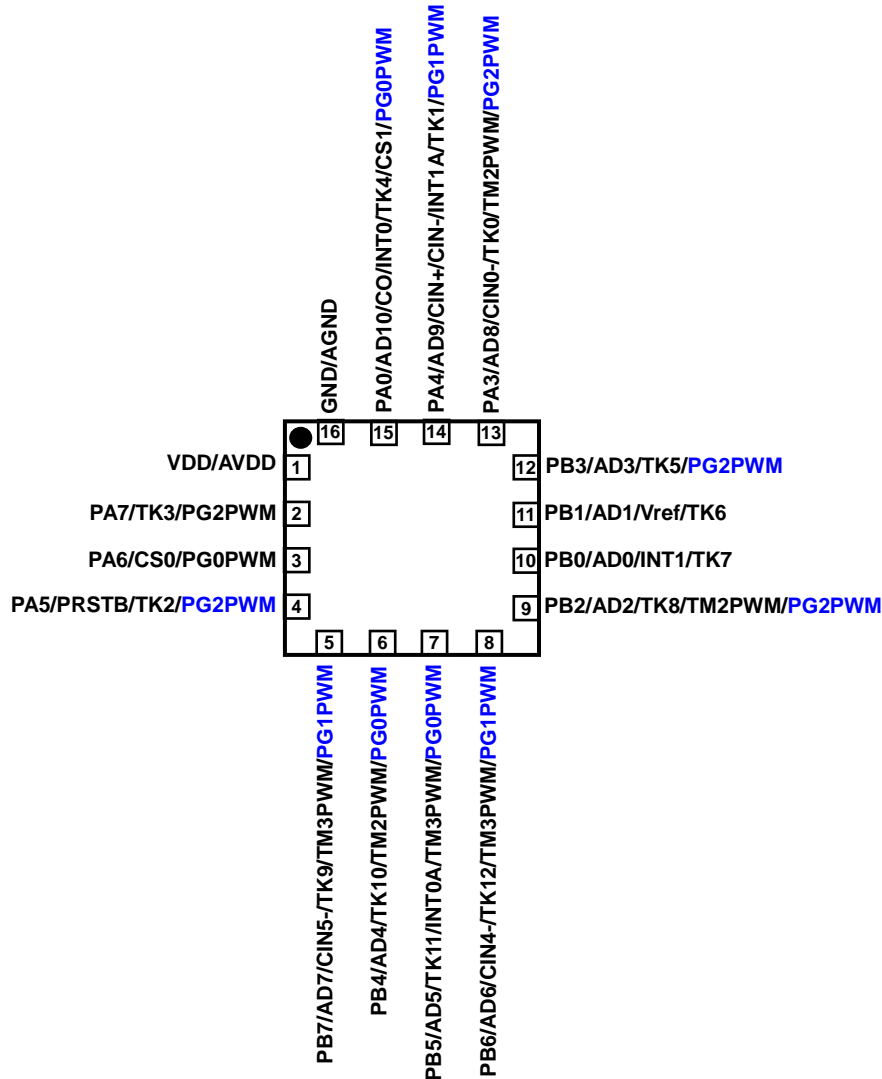 PA0/AD10/CO/INT0/TK4/CS1/PG0PWM
PA4/AD9/CIN+/CIN-/INT1A/TK1/PG1PWM
PA3/AD8/CIN0-/TK0/TM2PWM/PG2PWM
GND/AGND
16
15
14
13
VDD/AVDD
1
PA7/TK3/PG2PWM
2
PA6/CS0/PG0PWM
3
PA5/PRSTB/TK2/PG2PWM
4
12
PB3/AD3/TK5/PG2PWM
11
PB1/AD1/Vref/TK6
10
PB0/AD0/INT1/TK7
9
PB2/AD2/TK8/TM2PWM/PG2PWM
5
6
7
8
PB7/AD7/CIN5-/TK9/TM3PWM/PG1PWM
PB4/AD4/TK10/TM2PWM/PG0PWM
PB5/AD5/TK11/INT0A/TM3PWM/PG0PWM
PB6/AD6/CIN4-/TK12/TM3PWM/PG1PWM